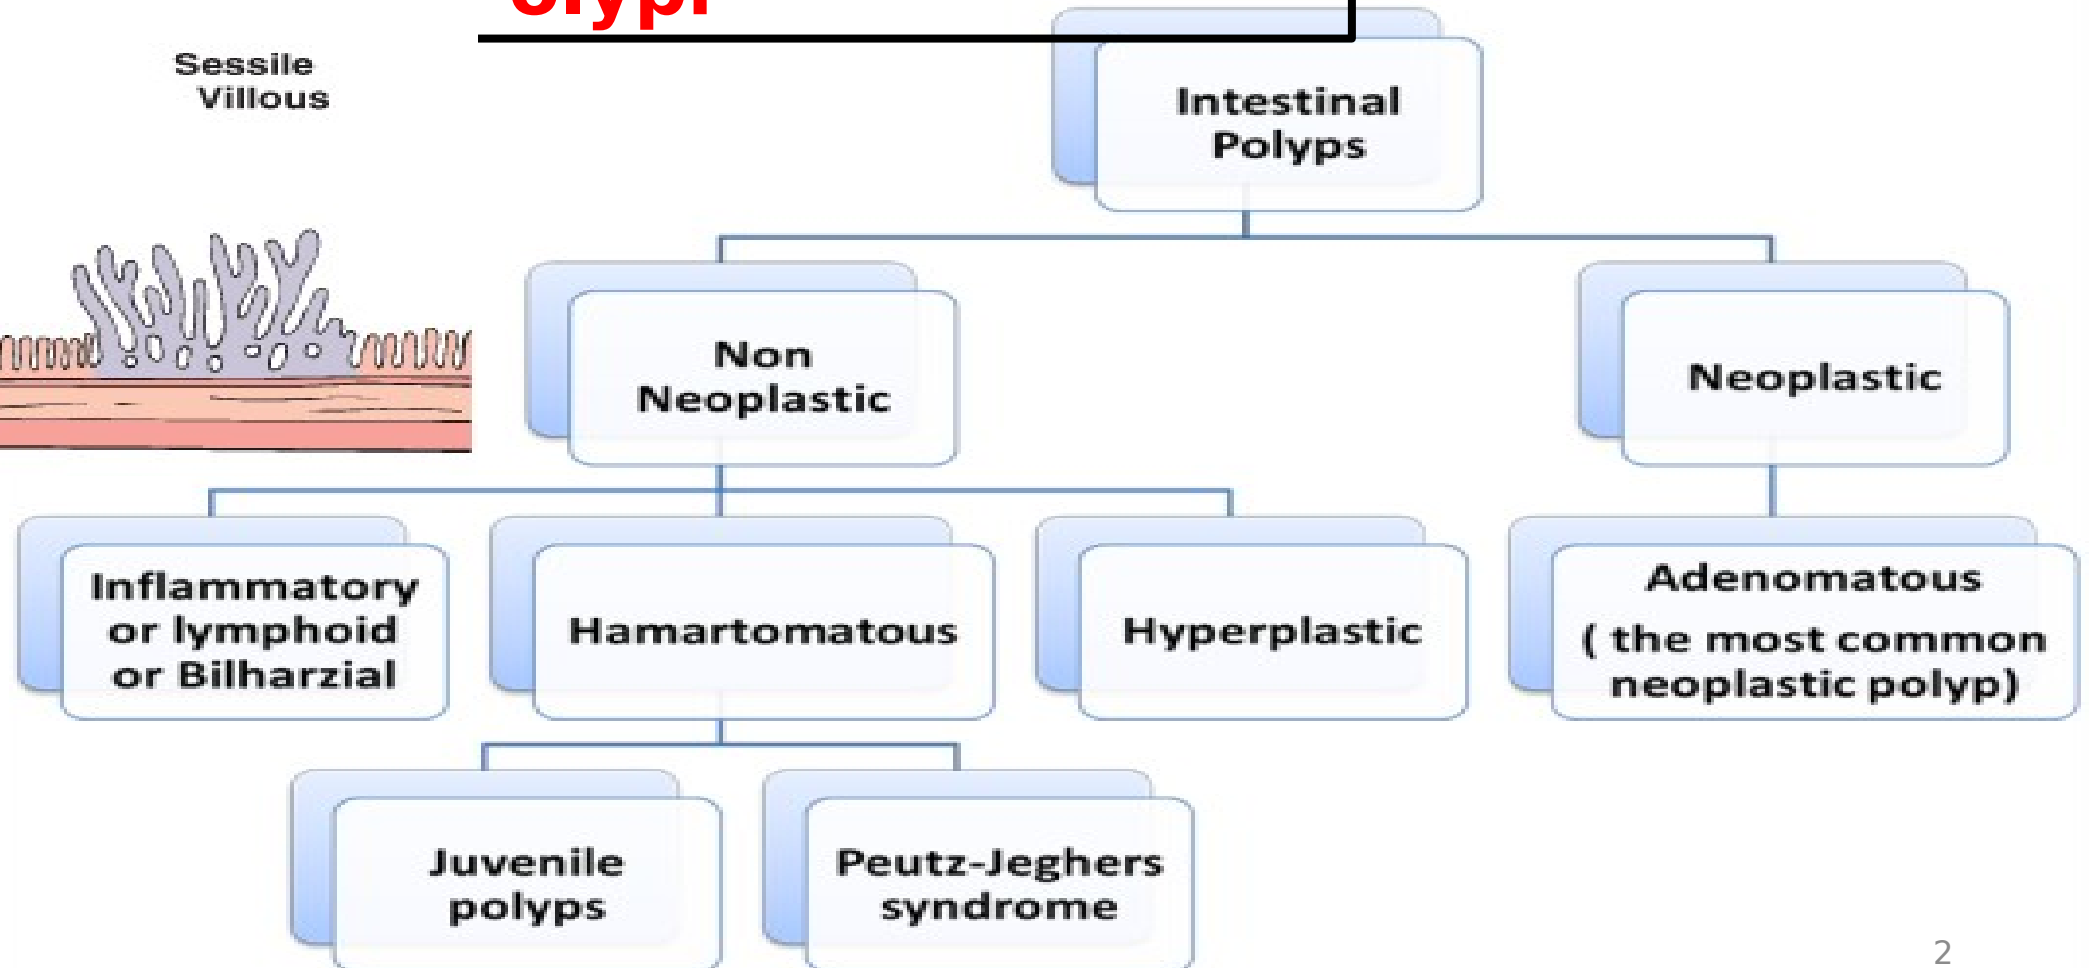 Sessile
Villous
Intestinal
Polyps
Non
Neoplastic
Neoplastic
Inflammatory
or lymphoid
or Bilharzial
Hamartomatous
Hyperplastic
Adenomatous
( the most common
neoplastic polyp)
Juvenile
polyps
Peutz-Jeghers
syndrome
2